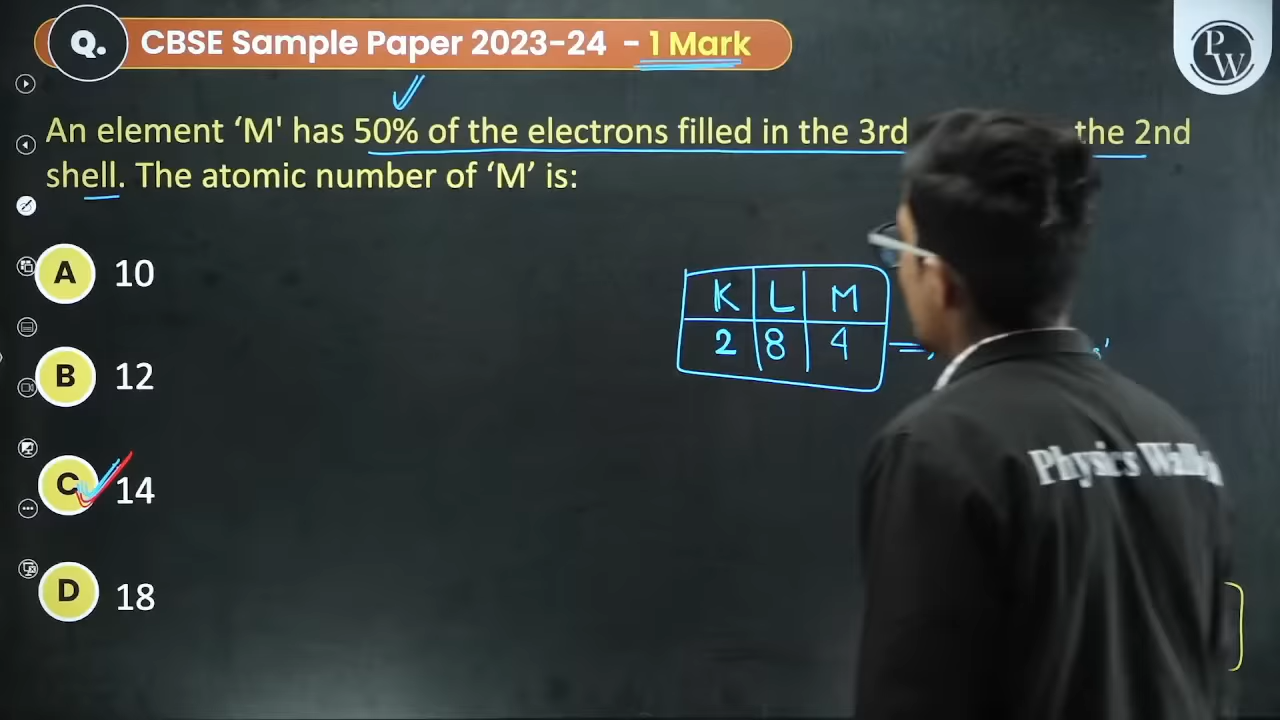 Q. CBSE Sample Paper 2023-24 - 1 Mark
PW
An element ‘M' has 50% of the electrons filled in the 3rd the 2nd
shell. The atomic number of ‘M’ is:
A 10
K L M
2 8 4 =
B 12
Physics
C 14
D 18